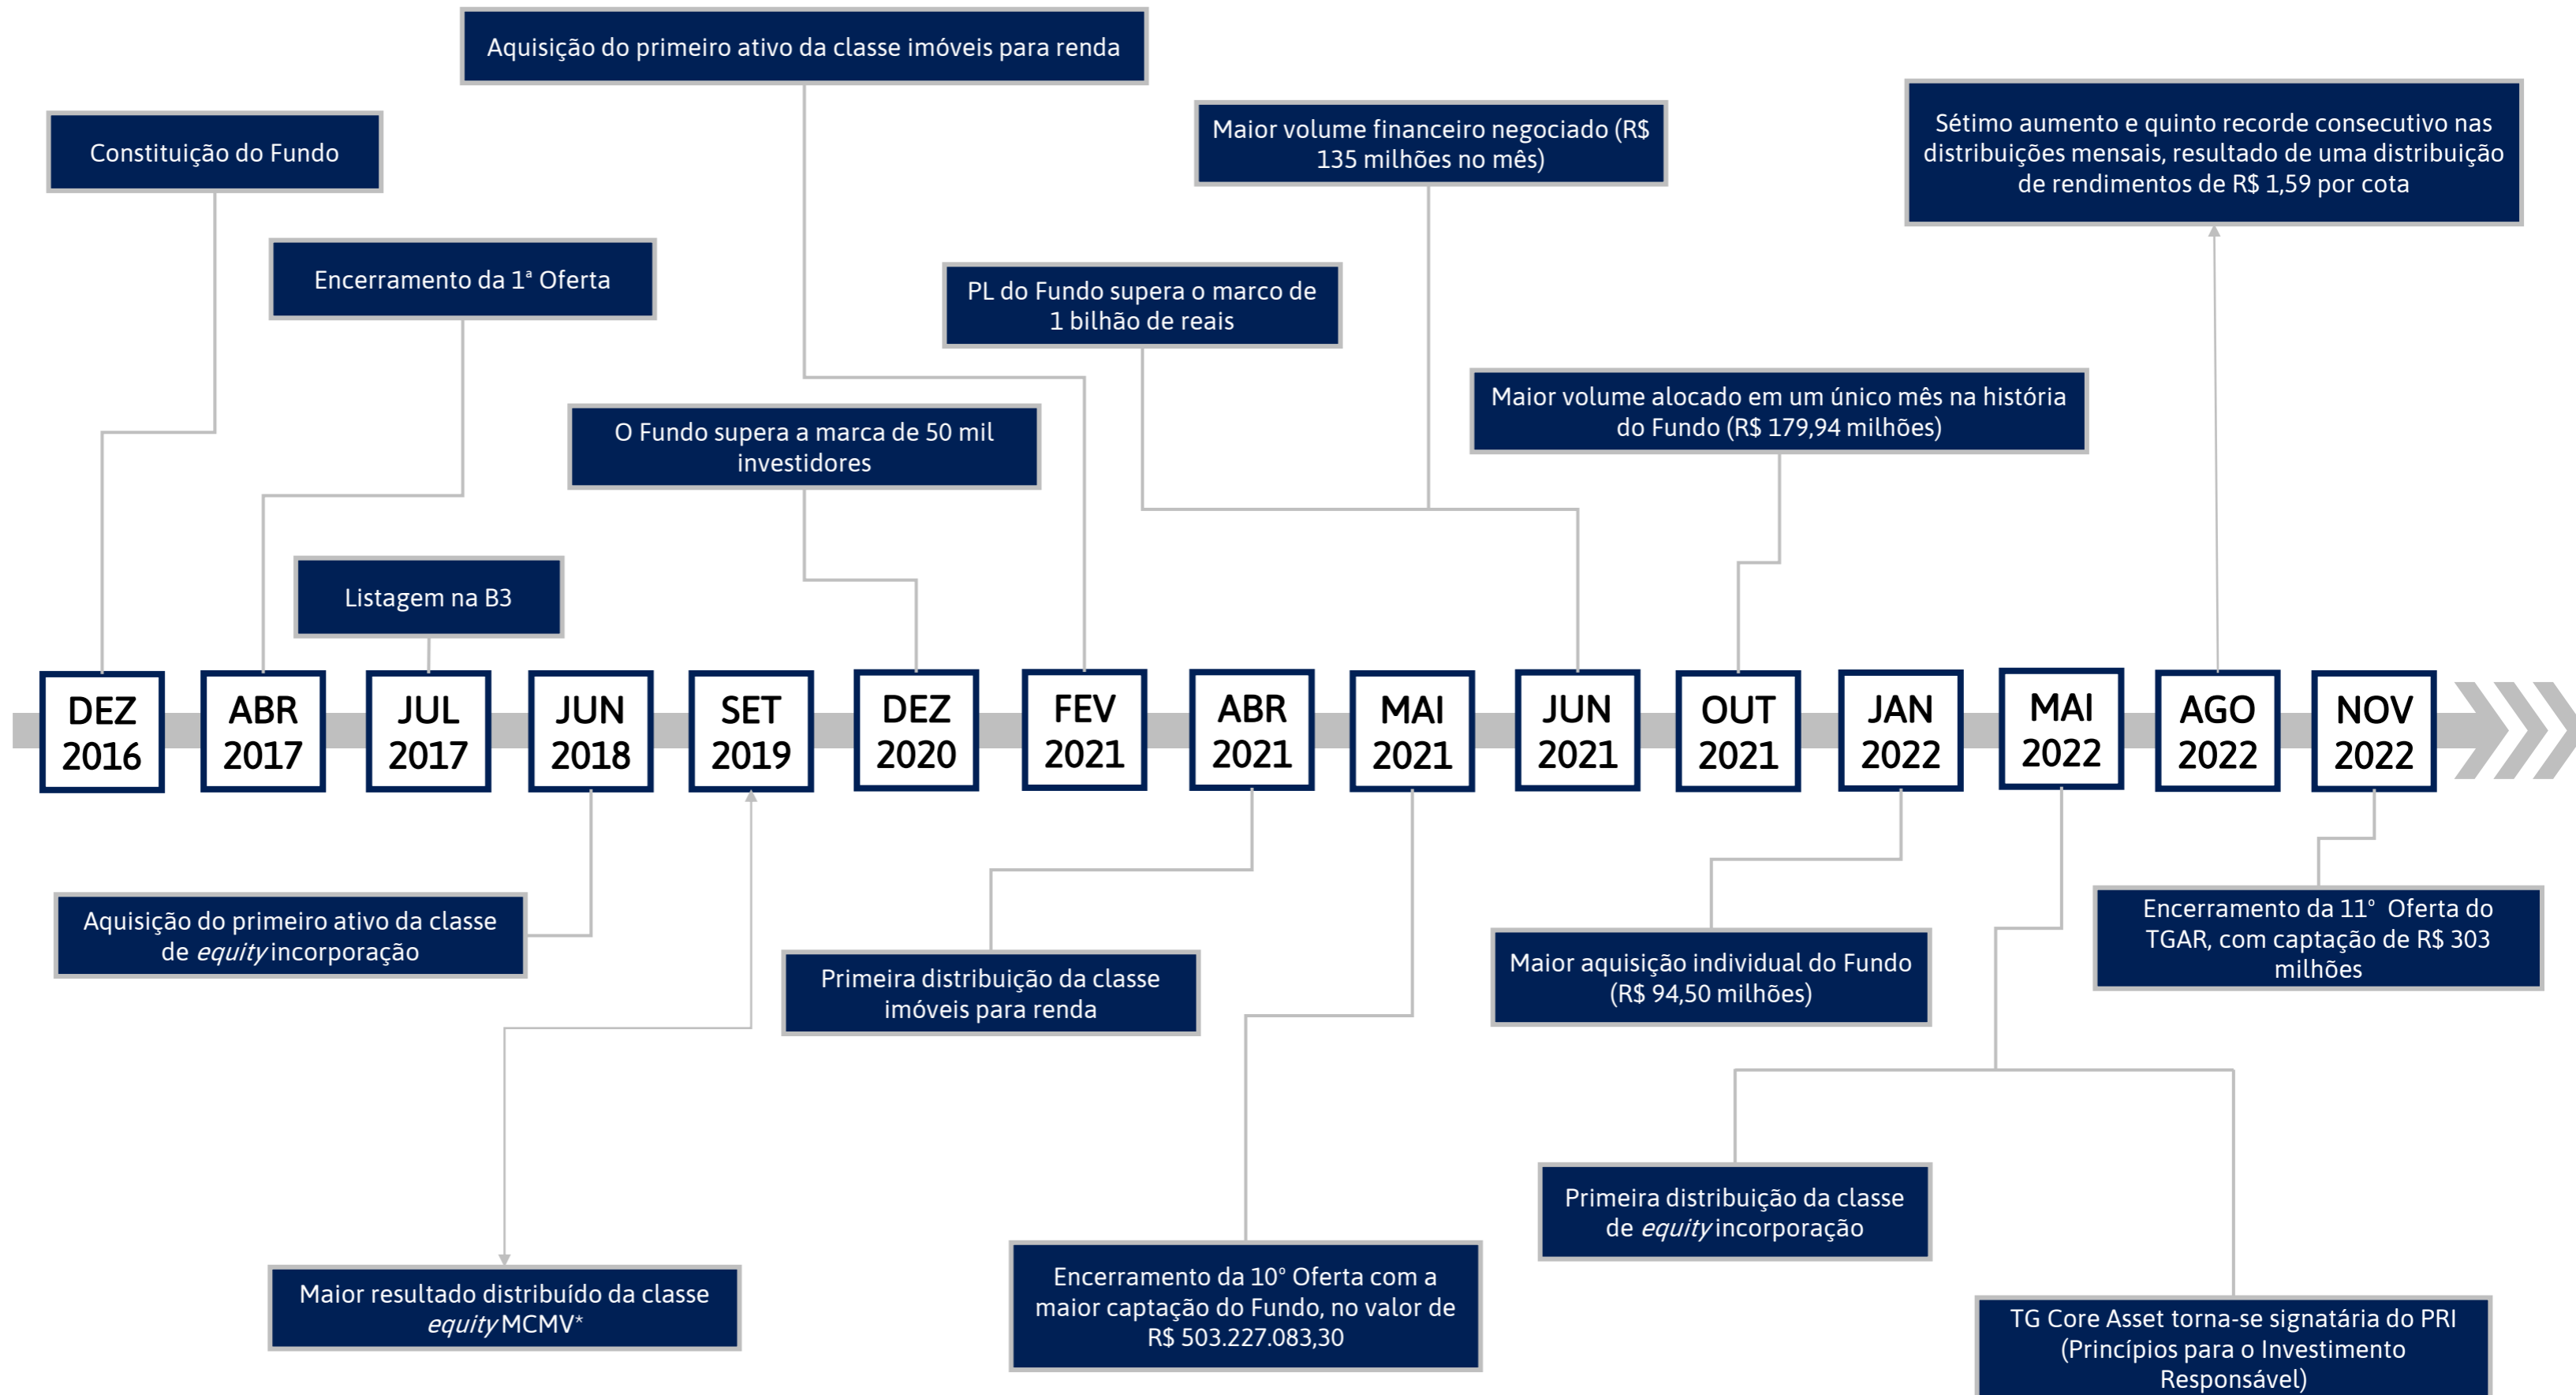 Aquisição do primeiro ativo da classe imóveis para renda
Constituição do Fundo
Maior volume financeiro negociado (R$
135 milhões no mês)
Sétimo aumento e quinto recorde consecutivo nas
distribuições mensais, resultado de uma distribuição
de rendimentos de R$ 1,59 por cota
Encerramento da 1ª Oferta
PL do Fundo supera o marco de
1 bilhão de reais
O Fundo supera a marca de 50 mil
investidores
Maior volume alocado em um único mês na história
do Fundo (R$ 179,94 milhões)
Listagem na B3
DEZ
2016
ABR
2017
JUL
2017
JUN
2018
SET
2019
DEZ
2020
FEV
2021
ABR
2021
MAI
2021
JUN
2021
OUT
2021
JAN
2022
MAI
2022
AGO
2022
NOV
2022
Aquisição do primeiro ativo da classe
de equity incorporação
Primeira distribuição da classe
imóveis para renda
Maior aquisição individual do Fundo
(R$ 94,50 milhões)
Encerramento da 11° Oferta do
TGAR, com captação de R$ 303
milhões
Primeira distribuição da classe
de equity incorporação
Maior resultado distribuído da classe
equity MCMV*
Encerramento da 10° Oferta com a
maior captação do Fundo, no valor de
R$ 503.227.083,30
TG Core Asset torna-se signatária do PRI
(Princípios para o Investimento
Responsável)